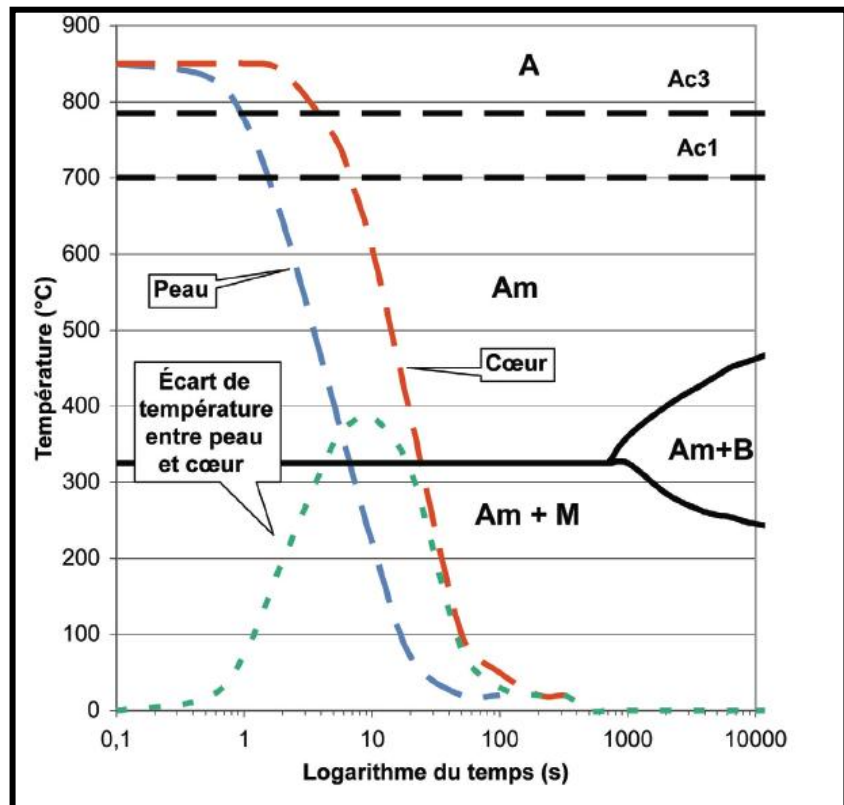 900
800
700
600
500
400
300
200
100
0
Température (°C)
A
Ac3
Ac1
Peau
Am
Cœur
Écart de
température
entre peau
et cœur
Am+B
Am + M
0,1
1
10
100
1000
10000
Logarithme du temps (s)